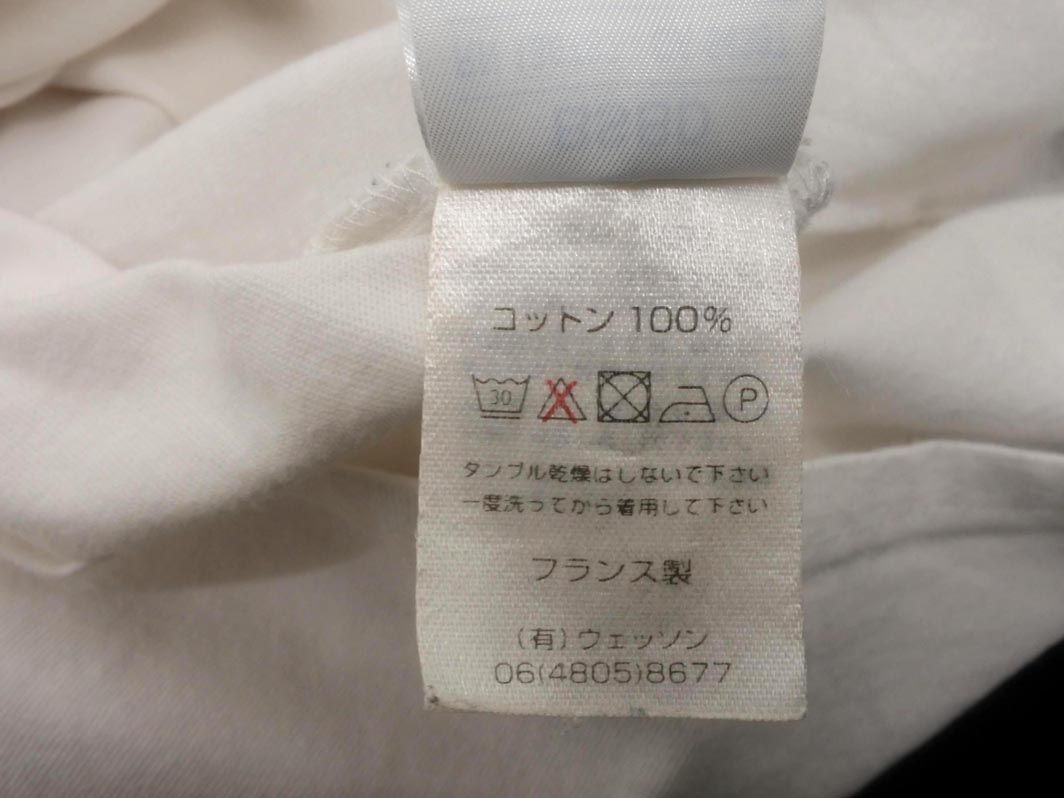 コットン 100%
30 P
タンブル乾燥はしないで下さい
一度洗ってから着用して下さい
フランス製
(有)ウェッソン
06(4805)8677